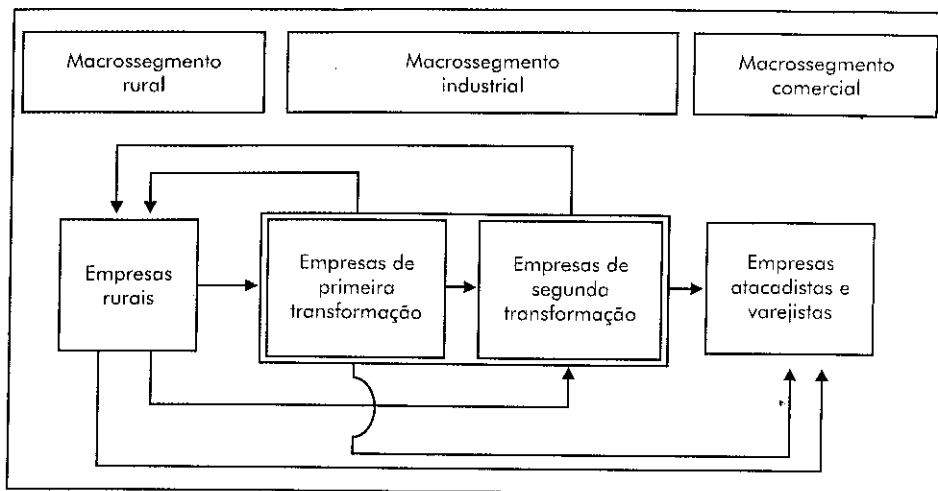 Macrossegmento
rural
Macrossegmento
industrial
Macrossegmento
comercial
Empresas
rurais
Empresas de
primeira
transformação
Empresas de
segunda
transformação
Empresas
atacadistas e
varejistas